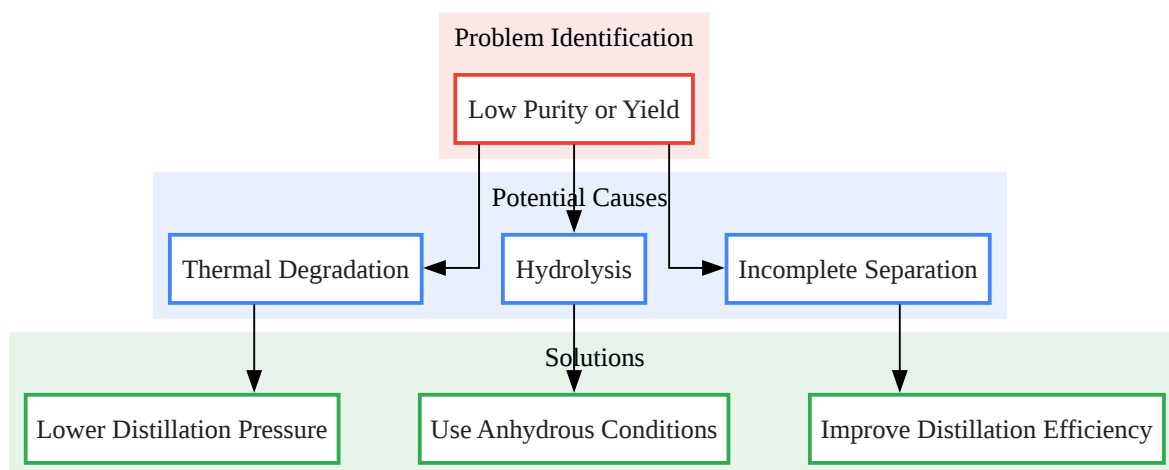 Problem Identification
Low Purity or Yield
Potential Causes
Thermal Degradation
Hydrolysis
Incomplete Separation
Solutions
Lower Distillation Pressure
Use Anhydrous Conditions
Improve Distillation Efficiency